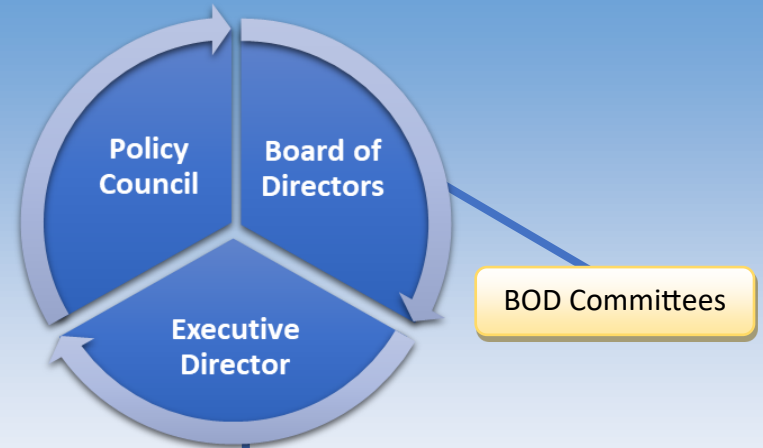 Policy
Council
Board of
Directors
BOD Committees
Executive
Director